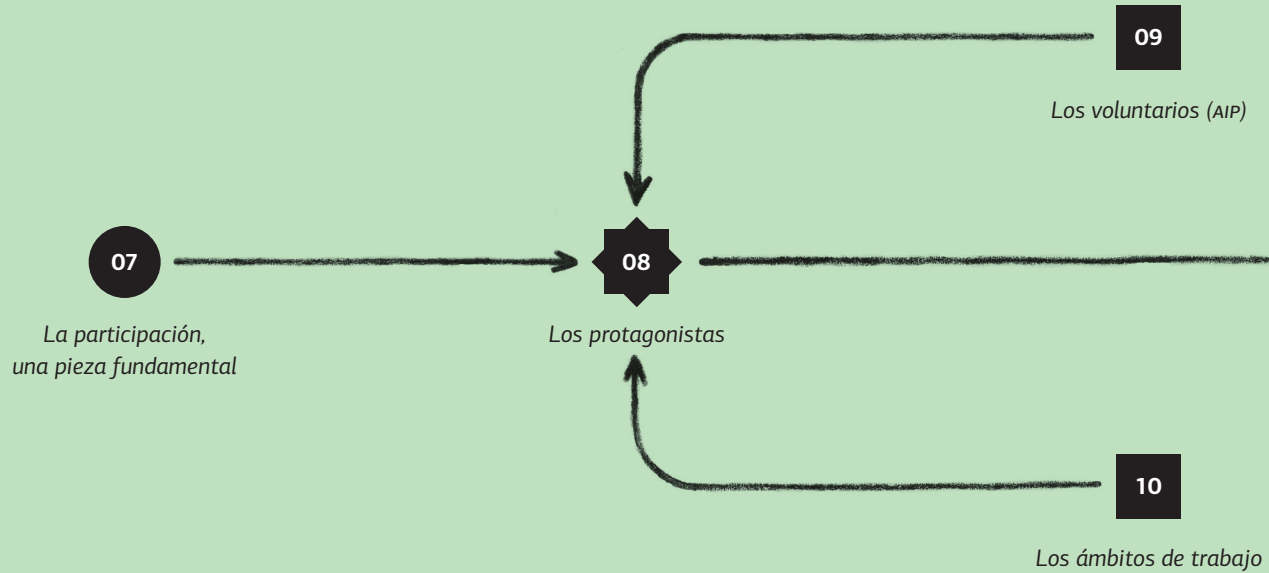 09
Los voluntarios (AIP)
07
08
La participación,
una pieza fundamental
Los protagonistas
10
Los ámbitos de trabajo